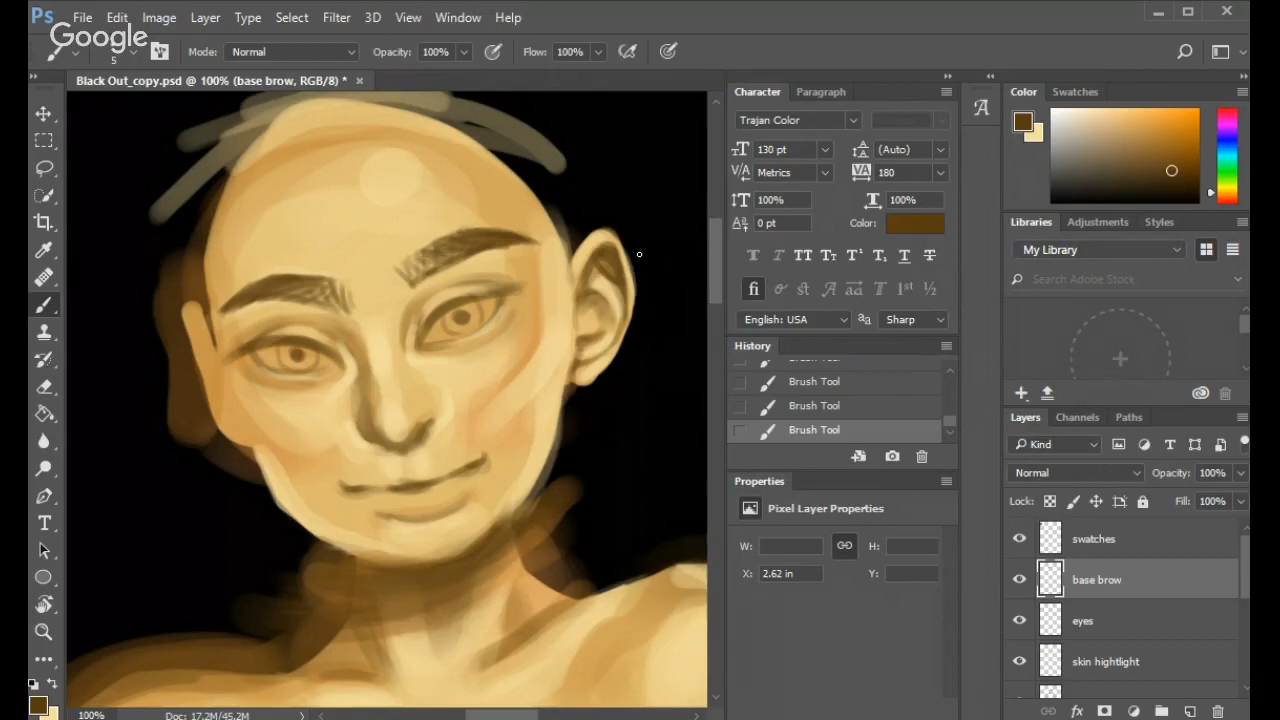 Ps File Edit Image Layer Type Select Filter 3D View Window Help
Google
5 Mode: Normal Opacity: 100% Flow: 100%
Black Out_copy.psd @ 100% (base brow, RGB/8) *
Character Paragraph
Trajan Color
130 pt (Auto)
Metrics 180
100% 100%
0 pt Color:
English: USA Sharp
History
Brush Tool
Brush Tool
Brush Tool
Brush Tool
Properties
Pixel Layer Properties
W: H:
X: 2.62 in Y:
Color Swatches
Libraries Adjustments Styles
My Library
Search Adobe Stock
Layers Channels Paths
Kind
Normal Opacity: 100%
Lock: Fill: 100%
swatches
base brow
eyes
skin hightlight
100% Doc: 17.2M/45.2M